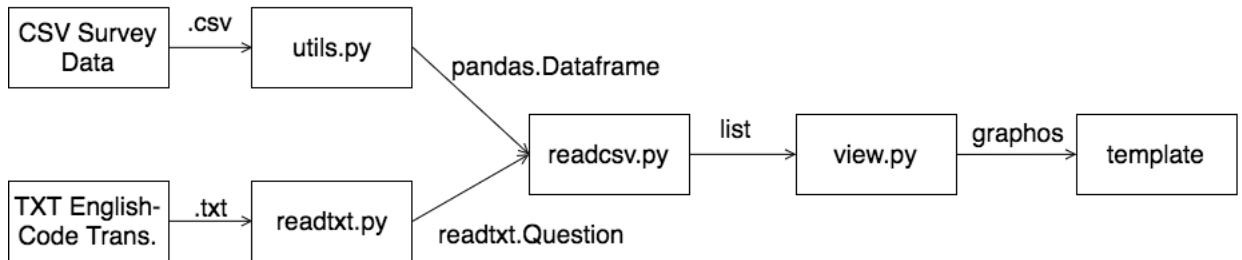 CSV Survey
Data
.csv
utils.py
pandas.Dataframe
TXT English-
Code Trans.
.txt
readtxt.py
readtxt.Question
readcsv.py
list
view.py
graphos
template